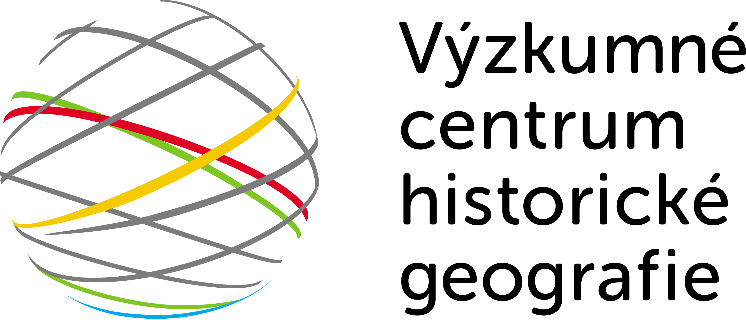 Výzkumné
centrum
historické
geografie